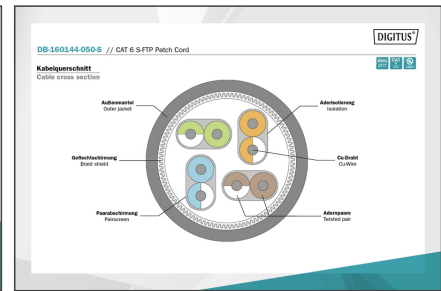 DIGITUS®
DB-160144-050-S // CAT 6 S-FTP Patch Cord
Kabelquerschnitt
Cable cross section
Außenmantel
Outer jacket
Aderisolierung
Isolation
Geflechtschirmung
Braid shield
Cu-Draht
Cu-Wire
Paarabschirmung
Pairscreen
Adernpaare
Twisted pair